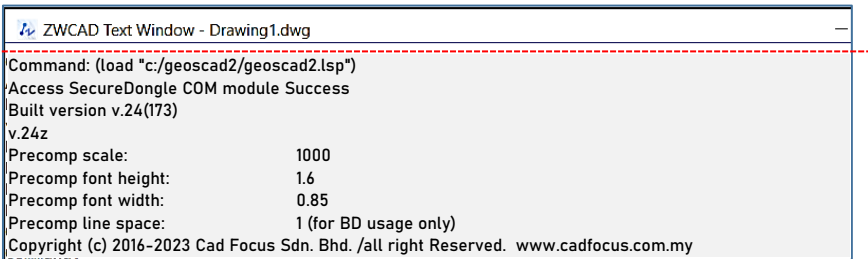 ZWCAD Text Window - Drawing1.dwg
Command: (load "c:/geoscad2/geoscad2.lsp")
Access SecureDongle COM module Success
Built version v.24(173)
v.24z
Precomp scale: 1000
Precomp font height: 1.6
Precomp font width: 0.85
Precomp line space: 1 (for BD usage only)
Copyright (c) 2016-2023 Cad Focus Sdn. Bhd. /all right Reserved. www.cadfocus.com.my